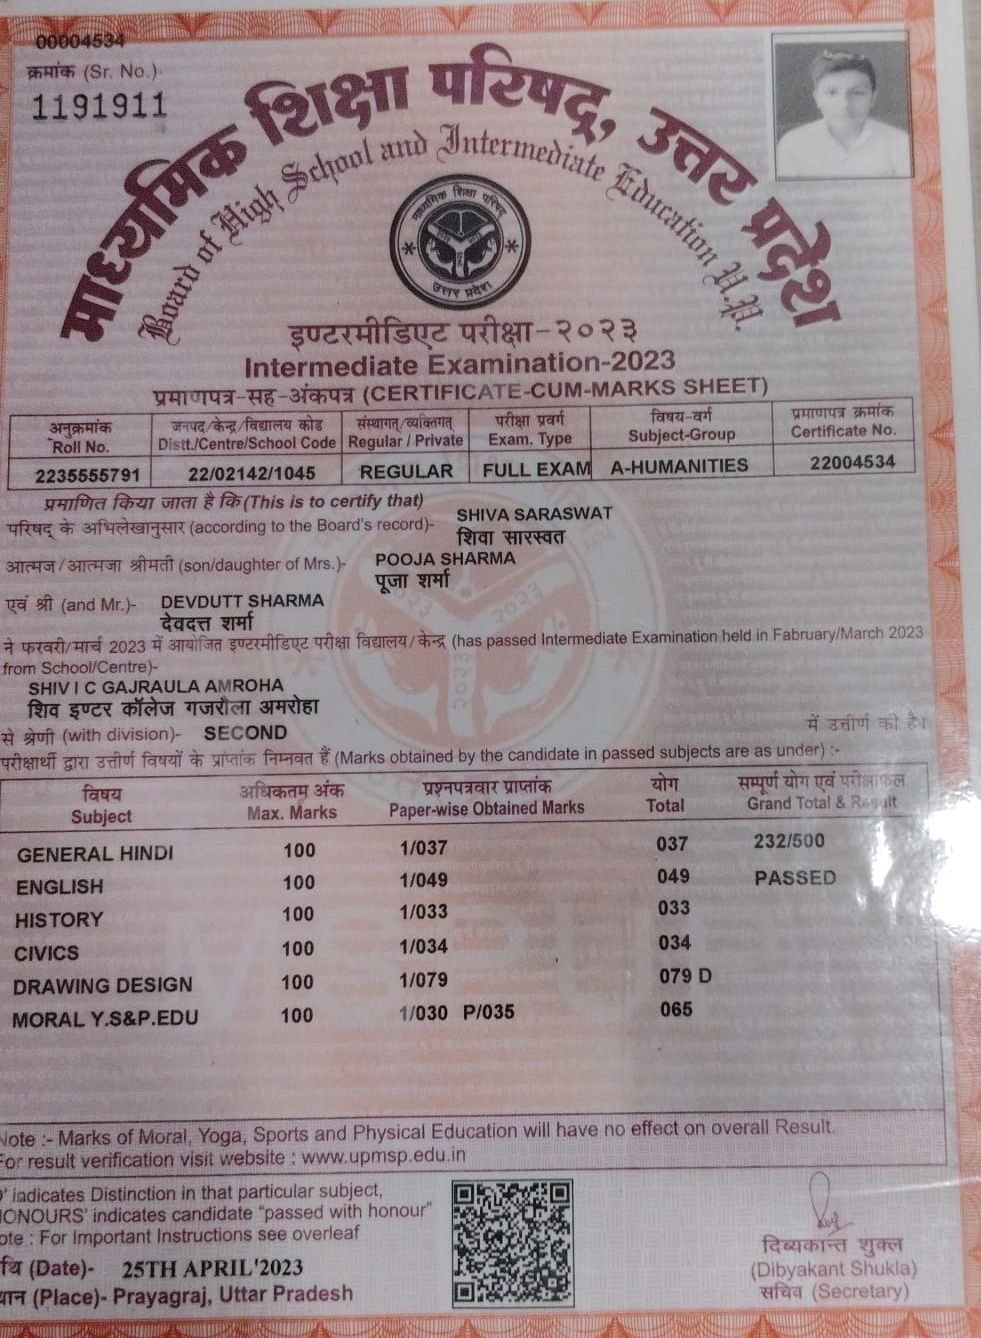 00004534
क्रमांक (Sr. No.)-
1191911
माध्यमिक शिक्षा परिषद्, उत्तर प्रदेश
Board of High School and Intermediate Education U.P.
माध्यमिक शिक्षा परिषद
उत्तर प्रदेश
इण्टरमीडिएट परीक्षा-२०२३
Intermediate Examination-2023
प्रमाणपत्र-सह-अंकपत्र (CERTIFICATE-CUM-MARKS SHEET)
अनुक्रमांक जनपद/केन्द्र/विद्यालय कोड संस्थागत/व्यक्तिगत परीक्षा प्रवर्ग विषय-वर्ग प्रमाणपत्र क्रमांक
Roll No. Distt./Centre/School Code Regular / Private Exam. Type Subject-Group Certificate No.
2235555791 22/02142/1045 REGULAR FULL EXAM A-HUMANITIES 22004534
प्रमाणित किया जाता है कि (This is to certify that)
परिषद् के अभिलेखानुसार (according to the Board's record)- SHIVA SARASWAT
शिवा सारस्वत
आत्मज/आत्मजा श्रीमती (son/daughter of Mrs.)- POOJA SHARMA
पूजा शर्मा
एवं श्री (and Mr.)- DEVDUTT SHARMA
देवदत्त शर्मा
ने फरवरी/मार्च 2023 में आयोजित इण्टरमीडिएट परीक्षा विद्यालय/केन्द्र (has passed Intermediate Examination held in Fabruary/March 2023
from School/Centre)-
SHIV I C GAJRAULA AMROHA
शिव इण्टर कॉलेज गजरौला अमरोहा
से श्रेणी (with division)- SECOND में उत्तीर्ण की है।
परीक्षार्थी द्वारा उत्तीर्ण विषयों के प्राप्तांक निम्नवत हैं (Marks obtained by the candidate in passed subjects are as under) :-
विषय अधिकतम अंक प्रश्नपत्रवार प्राप्तांक योग सम्पूर्ण योग एवं परीक्षाफल
Subject Max. Marks Paper-wise Obtained Marks Total Grand Total & Result
GENERAL HINDI 100 1/037 037 232/500
ENGLISH 100 1/049 049 PASSED
HISTORY 100 1/033 033
CIVICS 100 1/034 034
DRAWING DESIGN 100 1/079 079 D
MORAL Y.S&P.EDU 100 1/030 P/035 065
Note :- Marks of Moral, Yoga, Sports and Physical Education will have no effect on overall Result.
For result verification visit website : www.upmsp.edu.in
' indicates Distinction in that particular subject,
HONOURS' indicates candidate "passed with honour"
ote : For Important Instructions see overleaf
थि (Date)- 25TH APRIL'2023
थान (Place)- Prayagraj, Uttar Pradesh
दिब्यकान्त शुक्ल
(Dibyakant Shukla)
सचिव (Secretary)